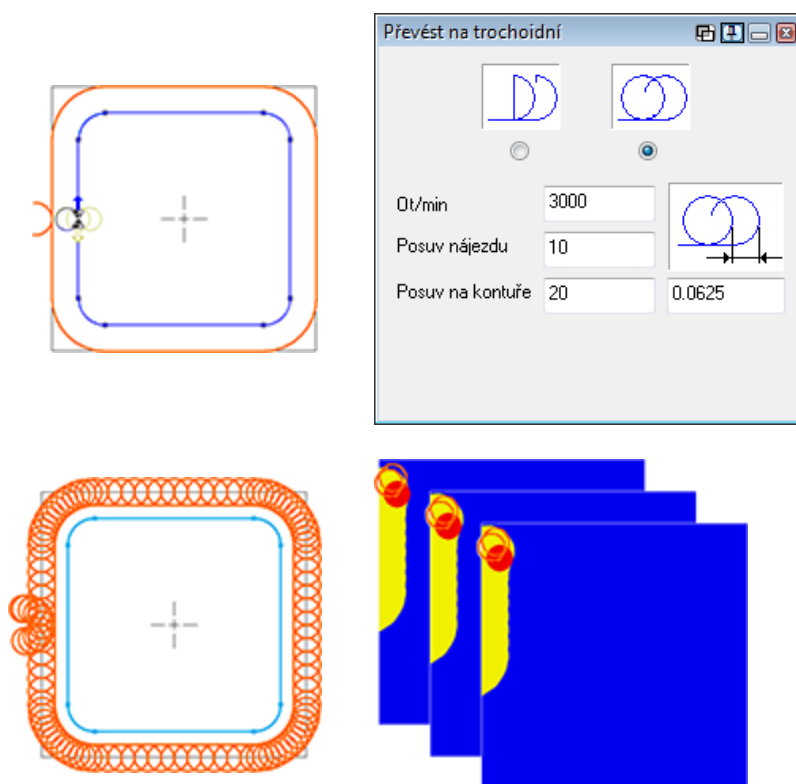 Převést na trochoidní
Ot/min 3000
Posuv nájezdu 10
Posuv na kontuře 20 0.0625